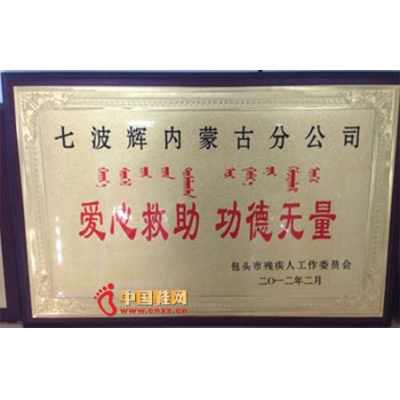 七波辉内蒙古分公司
爱心救助 功德无量
包头市残疾人工作委员会
二〇一二年二月
中国鞋网
www.cnxz.cn